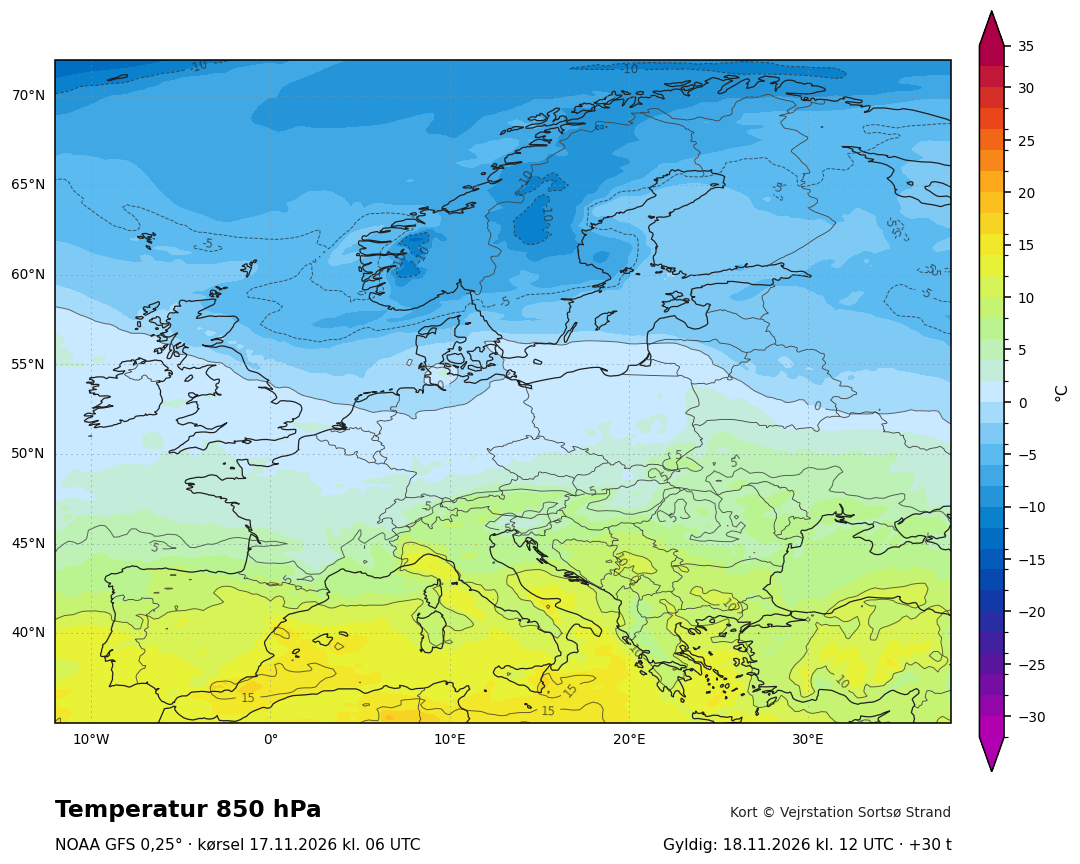 35
30
25
20
15
10
5
0
−5
−10
−15
−20
−25
−30
°C
70°N
65°N
60°N
55°N
50°N
45°N
40°N
10°W
0°
10°E
20°E
30°E
Temperatur 850 hPa
Kort © Vejrstation Sortsø Strand
NOAA GFS 0,25° · kørsel 17.11.2026 kl. 06 UTC
Gyldig: 18.11.2026 kl. 12 UTC · +30 t